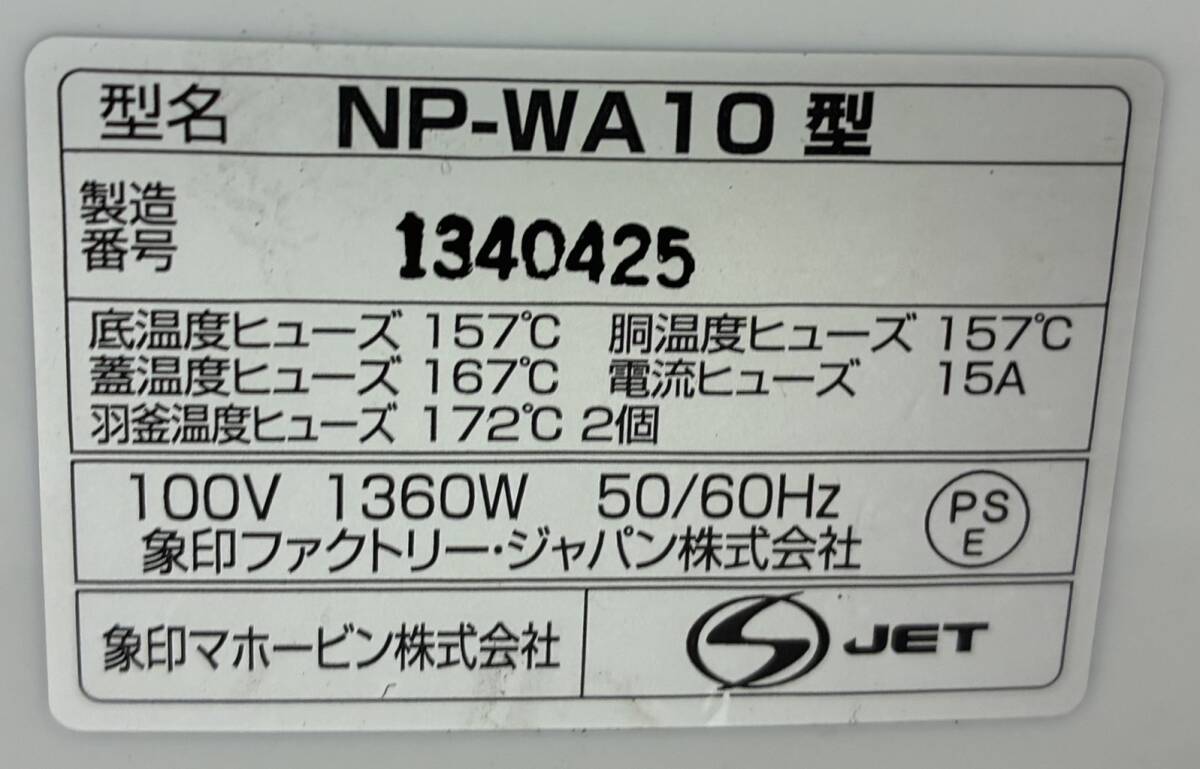 型名 NP-WA10 型
製造番号 1340425
底温度ヒューズ 157℃ 胴温度ヒューズ 157℃
蓋温度ヒューズ 167℃ 電流ヒューズ 15A
羽釜温度ヒューズ 172℃ 2個
100V 1360W 50/60Hz PSE
象印ファクトリー・ジャパン株式会社
象印マホービン株式会社 S JET